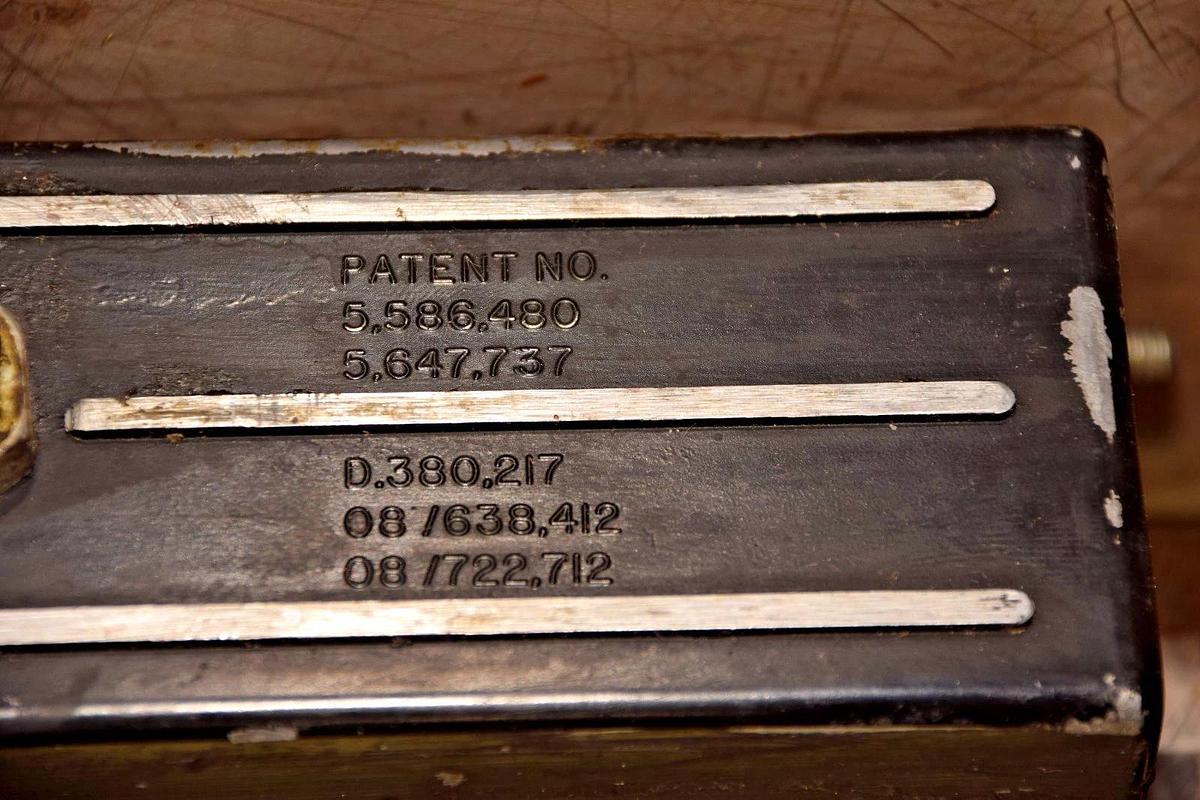 PATENT NO.
5,586,480
5,647,737
D.380,217
08 /638,412
08 /722,712